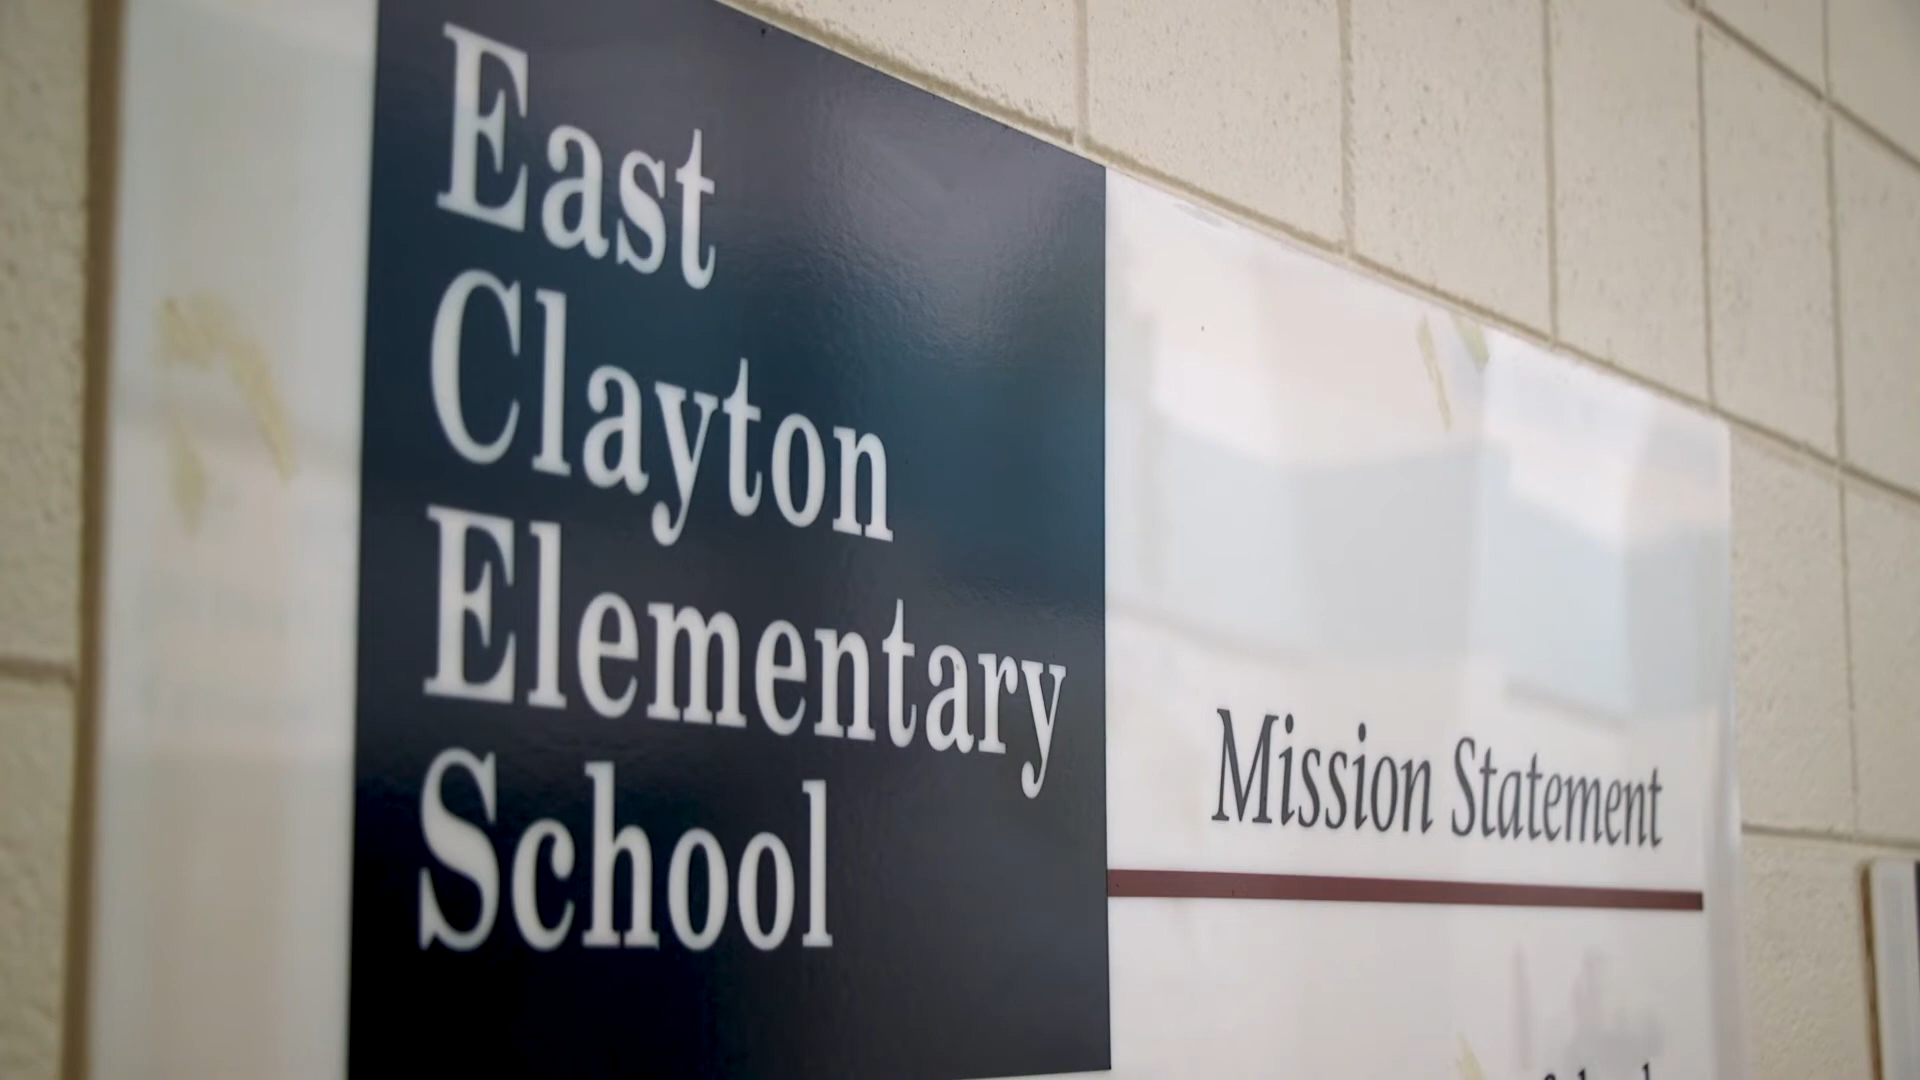 East
Clayton
Elementary
School
Mission Statement